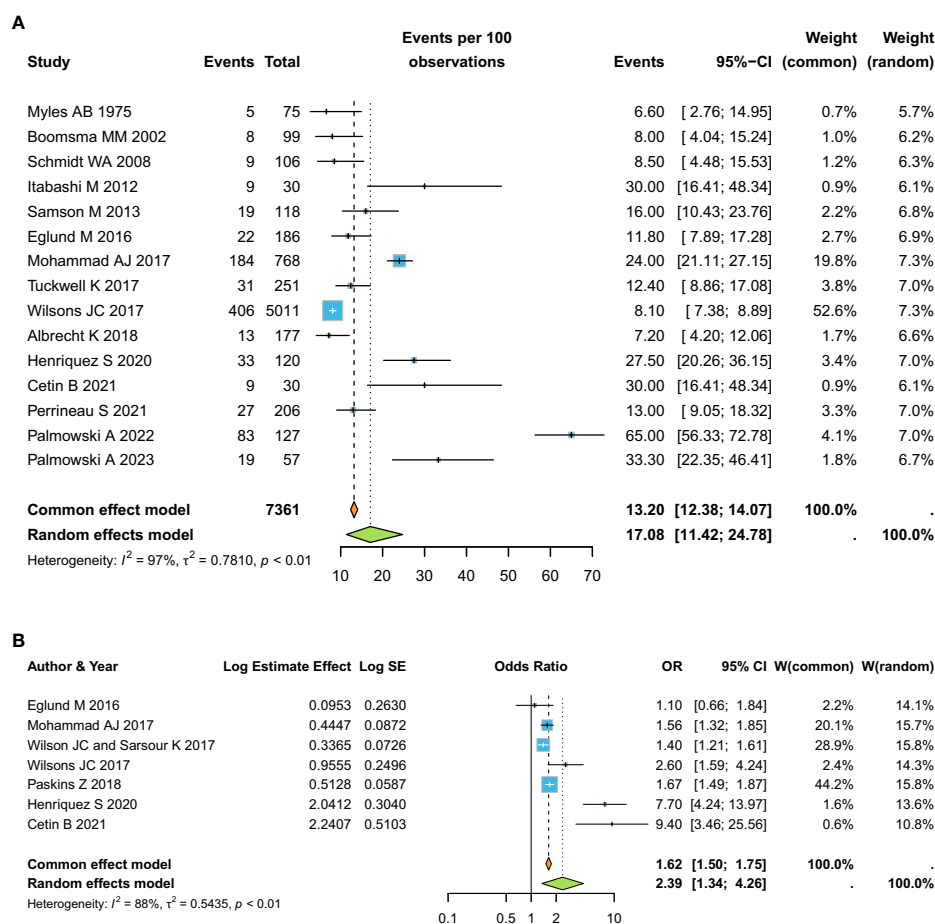 A
Events per 100 Weight Weight
Study Events Total observations Events 95%−CI (common) (random)
Myles AB 1975 5 75 6.60 [ 2.76; 14.95] 0.7% 5.7%
Boomsma MM 2002 8 99 8.00 [ 4.04; 15.24] 1.0% 6.2%
Schmidt WA 2008 9 106 8.50 [ 4.48; 15.53] 1.2% 6.3%
Itabashi M 2012 9 30 30.00 [16.41; 48.34] 0.9% 6.1%
Samson M 2013 19 118 16.00 [10.43; 23.76] 2.2% 6.8%
Eglund M 2016 22 186 11.80 [ 7.89; 17.28] 2.7% 6.9%
Mohammad AJ 2017 184 768 24.00 [21.11; 27.15] 19.8% 7.3%
Tuckwell K 2017 31 251 12.40 [ 8.86; 17.08] 3.8% 7.0%
Wilsons JC 2017 406 5011 8.10 [ 7.38; 8.89] 52.6% 7.3%
Albrecht K 2018 13 177 7.20 [ 4.20; 12.06] 1.7% 6.6%
Henriquez S 2020 33 120 27.50 [20.26; 36.15] 3.4% 7.0%
Cetin B 2021 9 30 30.00 [16.41; 48.34] 0.9% 6.1%
Perrineau S 2021 27 206 13.00 [ 9.05; 18.32] 3.3% 7.0%
Palmowski A 2022 83 127 65.00 [56.33; 72.78] 4.1% 7.0%
Palmowski A 2023 19 57 33.30 [22.35; 46.41] 1.8% 6.7%
Common effect model 7361 13.20 [12.38; 14.07] 100.0% .
Random effects model 17.08 [11.42; 24.78] . 100.0%
Heterogeneity: I² = 97%, τ² = 0.7810, p < 0.01
10 20 30 40 50 60 70
B
Author & Year Log Estimate Effect Log SE Odds Ratio OR 95% CI W(common) W(random)
Eglund M 2016 0.0953 0.2630 1.10 [0.66; 1.84] 2.2% 14.1%
Mohammad AJ 2017 0.4447 0.0872 1.56 [1.32; 1.85] 20.1% 15.7%
Wilson JC and Sarsour K 2017 0.3365 0.0726 1.40 [1.21; 1.61] 28.9% 15.8%
Wilsons JC 2017 0.9555 0.2496 2.60 [1.59; 4.24] 2.4% 14.3%
Paskins Z 2018 0.5128 0.0587 1.67 [1.49; 1.87] 44.2% 15.8%
Henriquez S 2020 2.0412 0.3040 7.70 [4.24; 13.97] 1.6% 13.6%
Cetin B 2021 2.2407 0.5103 9.40 [3.46; 25.56] 0.6% 10.8%
Common effect model 1.62 [1.50; 1.75] 100.0% .
Random effects model 2.39 [1.34; 4.26] . 100.0%
Heterogeneity: I² = 88%, τ² = 0.5435, p < 0.01
0.1 0.5 1 2 10